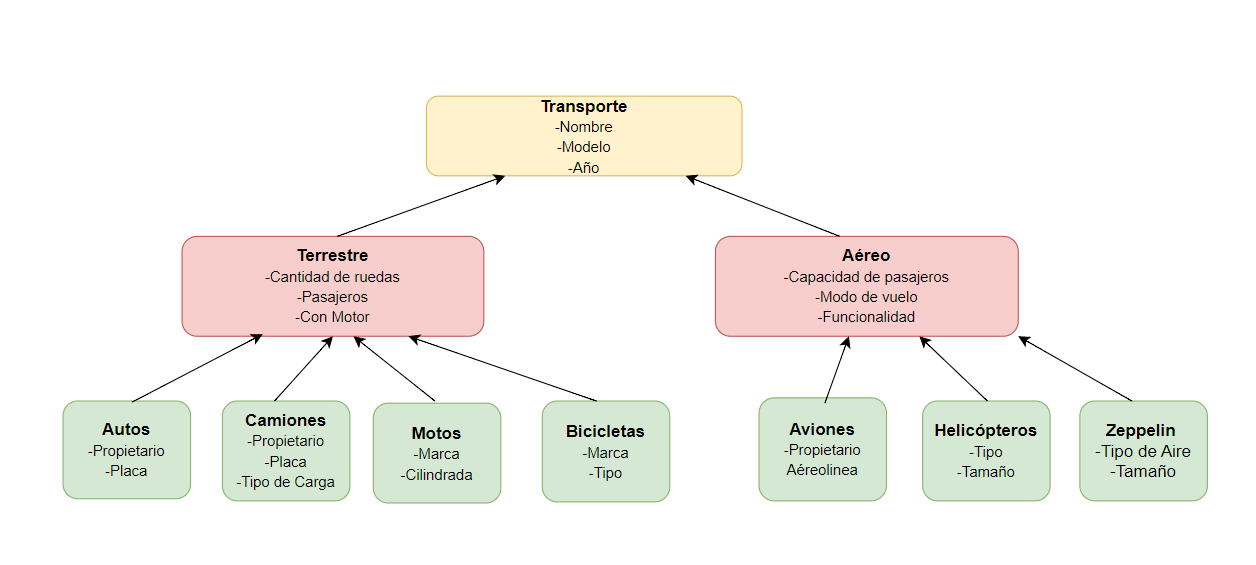 Transporte
-Nombre
-Modelo
-Año
Terrestre
-Cantidad de ruedas
-Pasajeros
-Con Motor
Aéreo
-Capacidad de pasajeros
-Modo de vuelo
-Funcionalidad
Autos
-Propietario
-Placa
Camiones
-Propietario
-Placa
-Tipo de Carga
Motos
-Marca
-Cilindrada
Bicicletas
-Marca
-Tipo
Aviones
-Propietario
Aéreolinea
Helicópteros
-Tipo
-Tamaño
Zeppelin
-Tipo de Aire
-Tamaño